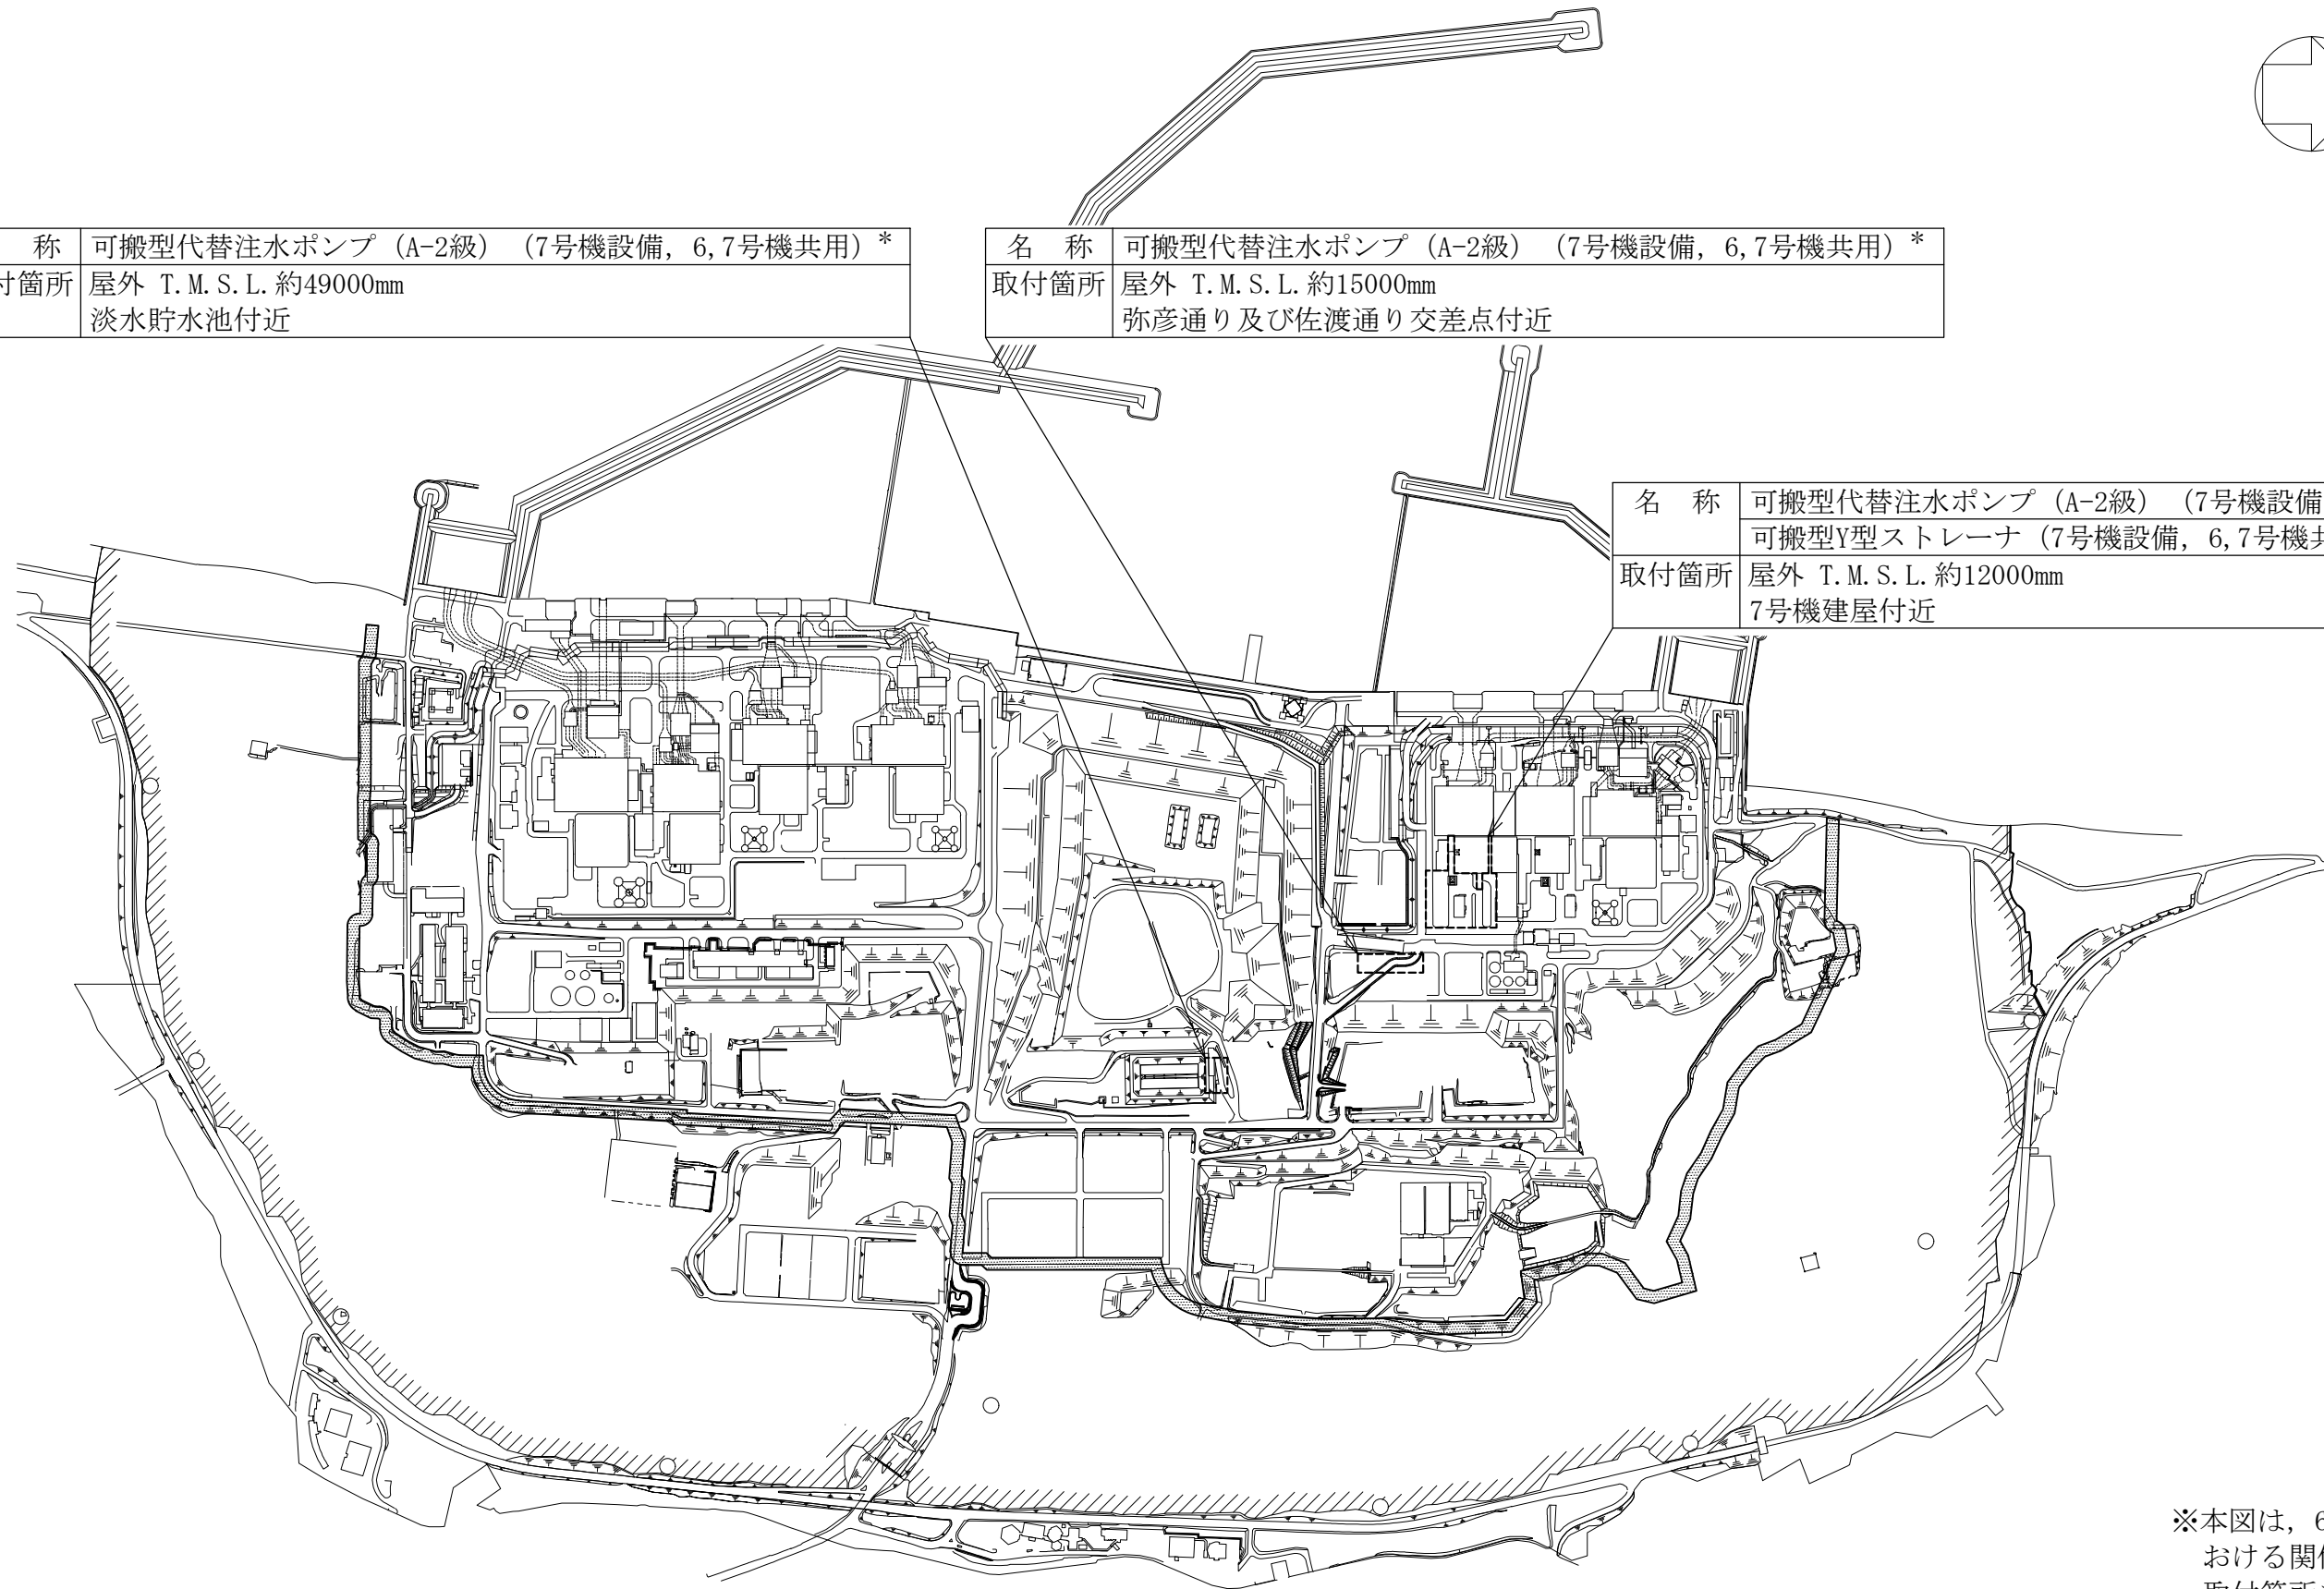 称 可搬型代替注水ポンプ（A-2級）（7号機設備，6,7号機共用）*
付箇所 屋外 T.M.S.L.約49000mm
淡水貯水池付近
名　称 可搬型代替注水ポンプ（A-2級）（7号機設備，6,7号機共用）*
取付箇所 屋外 T.M.S.L.約15000mm
弥彦通り及び佐渡通り交差点付近
名　称 可搬型代替注水ポンプ（A-2級）（7号機設備
可搬型Y型ストレーナ（7号機設備，6,7号機
取付箇所 屋外 T.M.S.L.約12000mm
7号機建屋付近
※本図は，6
おける関